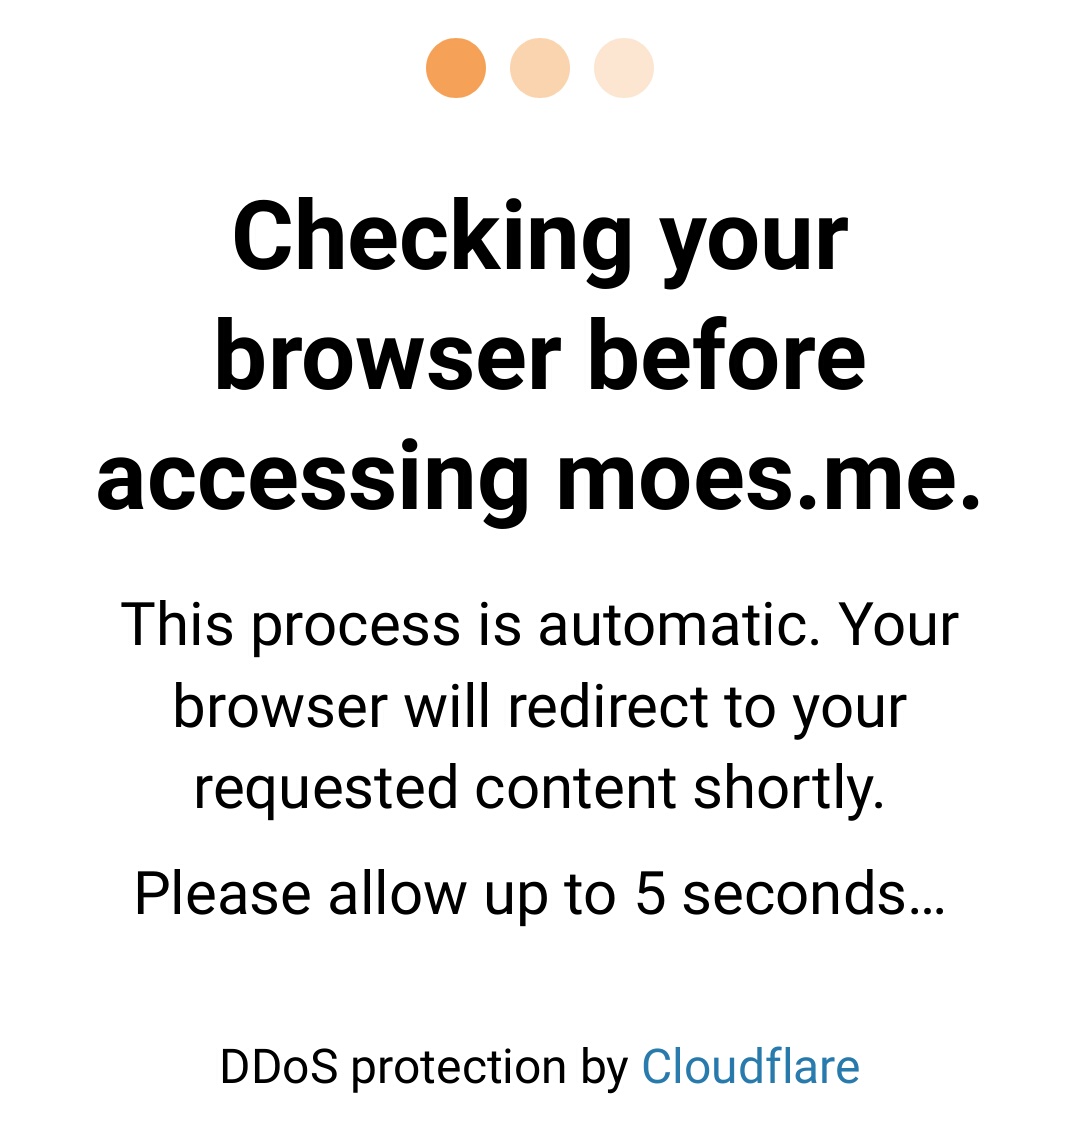 Checking your
browser before
accessing moes.me.
This process is automatic. Your
browser will redirect to your
requested content shortly.
Please allow up to 5 seconds…
DDoS protection by Cloudflare